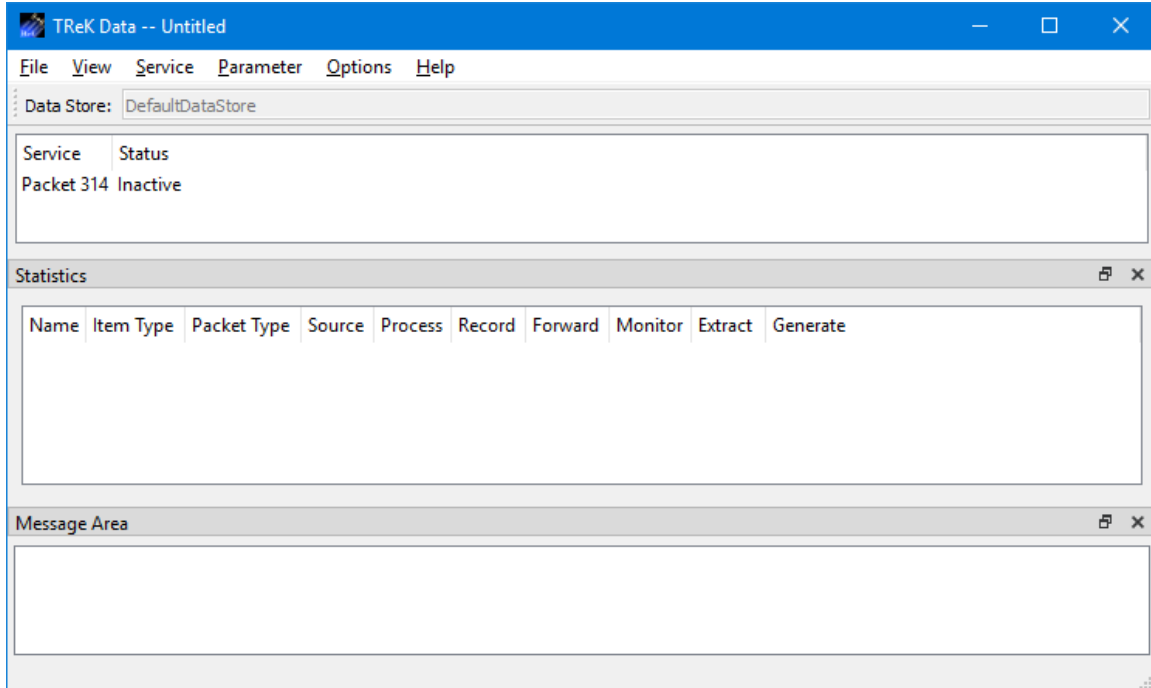 TReK Data -- Untitled
File View Service Parameter Options Help
Data Store: DefaultDataStore
Service Status
Packet 314 Inactive
Statistics
Name Item Type Packet Type Source Process Record Forward Monitor Extract Generate
Message Area